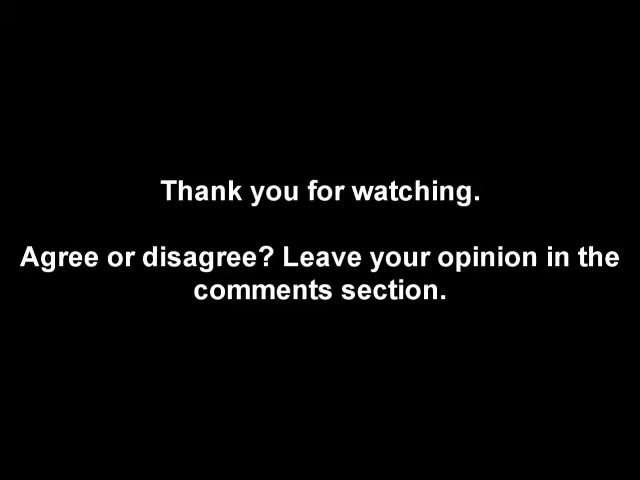 Thank you for watching.
Agree or disagree? Leave your opinion in the
comments section.